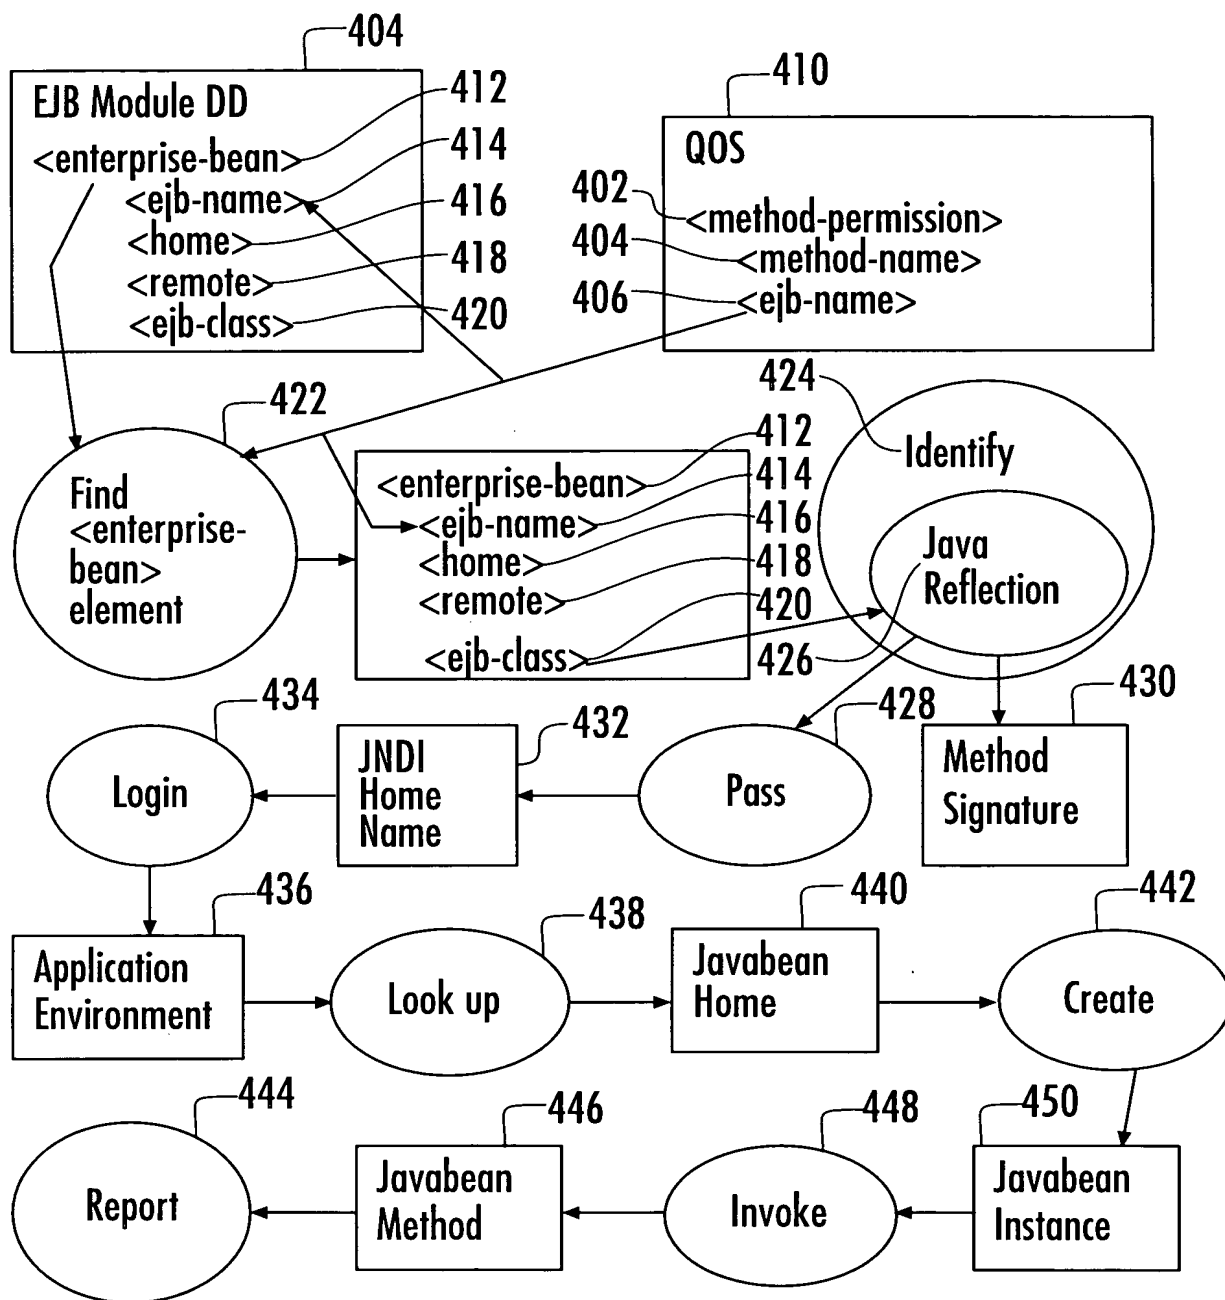 404
EJB Module DD
412
<enterprise-bean>
414
<ejb-name>
416
<home>
418
<remote>
420
<ejb-class>
410
QOS
402
<method-permission>
404
<method-name>
406
<ejb-name>
422
Find
<enterprise-
bean>
element
412
<enterprise-bean>
414
<ejb-name>
416
<home>
418
<remote>
420
<ejb-class>
424
Identify
Java
Reflection
426
434
Login
432
JNDI
Home
Name
428
Pass
430
Method
Signature
436
Application
Environment
438
Look up
440
Javabean
Home
442
Create
444
Report
446
Javabean
Method
448
Invoke
450
Javabean
Instance